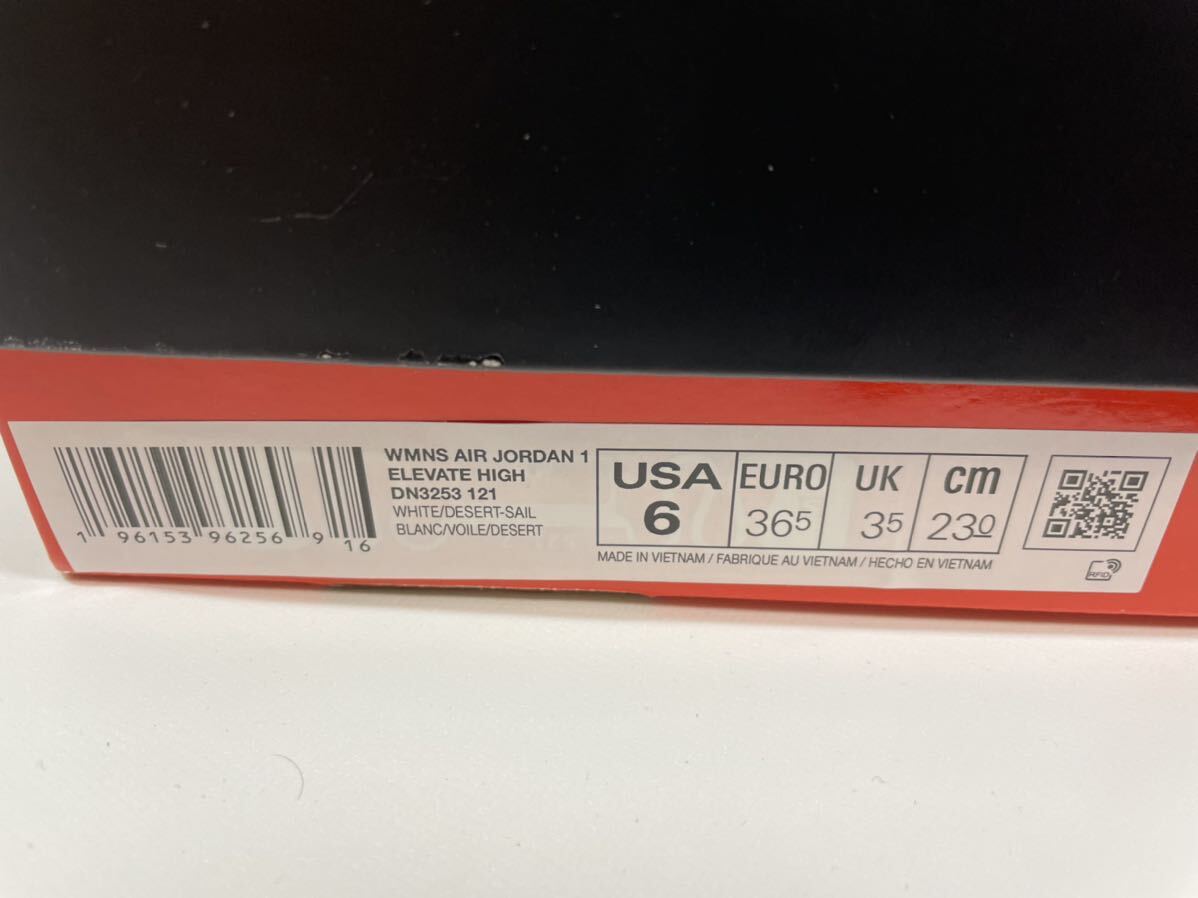 WMNS AIR JORDAN 1
ELEVATE HIGH
DN3253 121
WHITE/DESERT-SAIL
BLANC/VOILE/DESERT
1 96153 96256 9 16
USA
6
EURO
365
UK
35
cm
230
MADE IN VIETNAM / FABRIQUE AU VIETNAM / HECHO EN VIETNAM
RFID